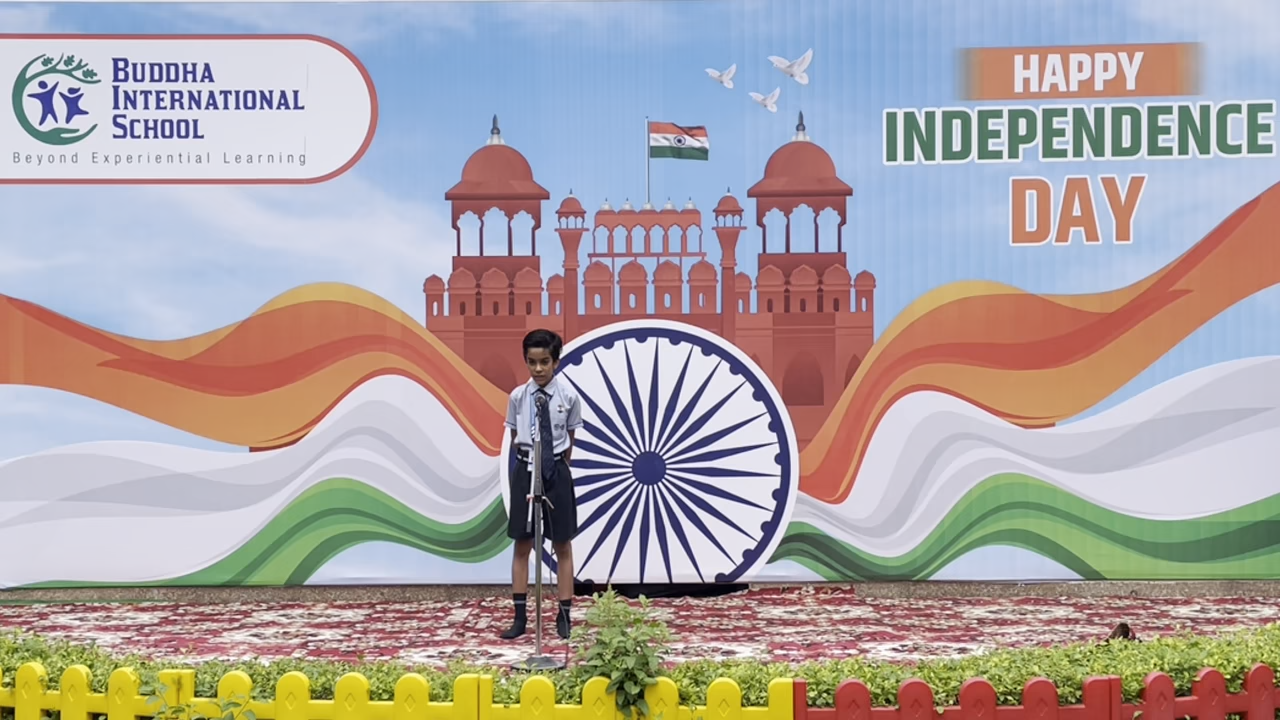 BUDDHA
INTERNATIONAL
SCHOOL
Beyond Experiential Learning
HAPPY
INDEPENDENCE
DAY